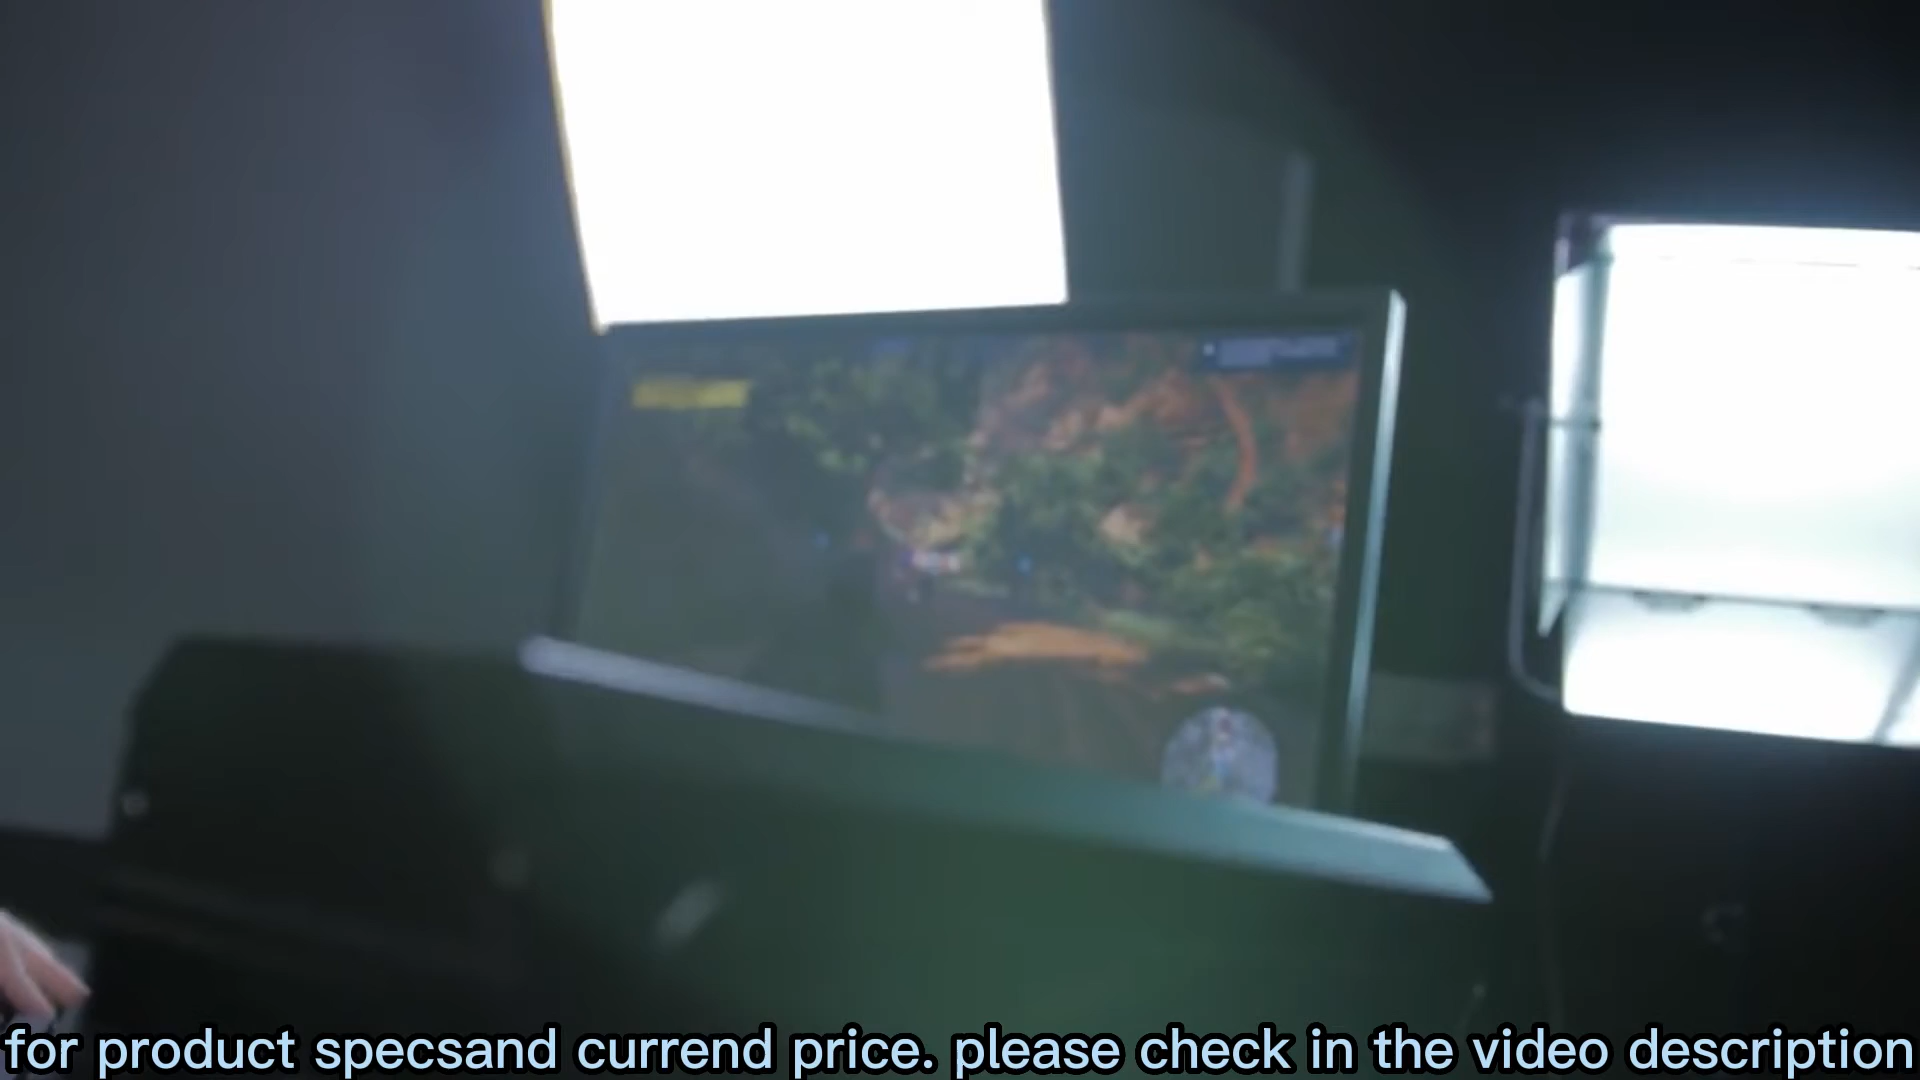 for product specsand currend price. please check in the video description